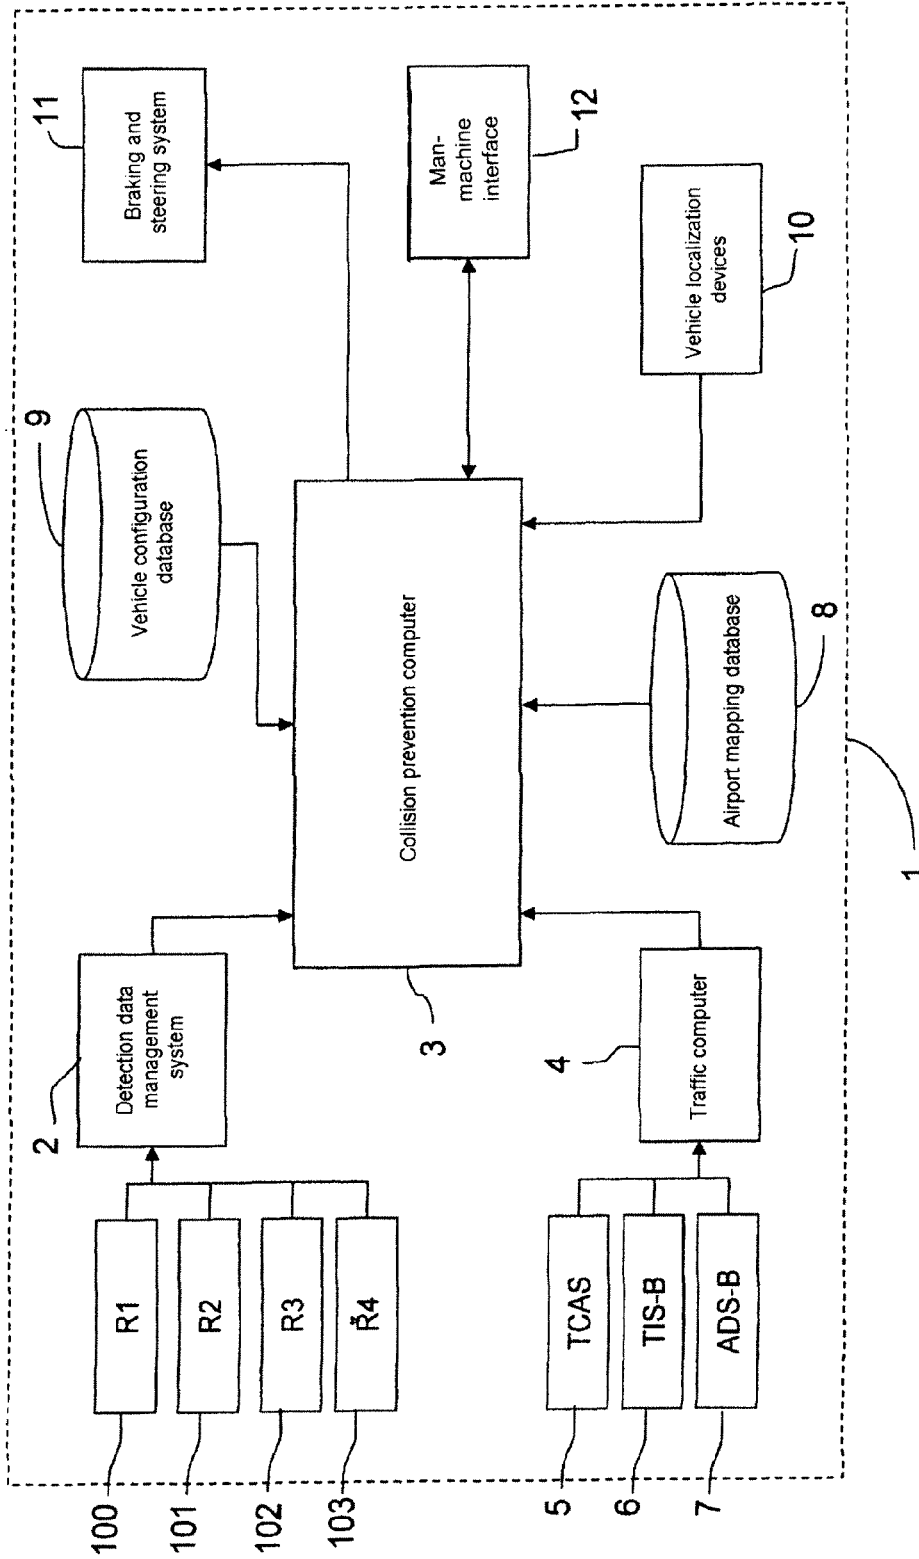 100
R1
101
R2
102
R3
103
R4
2
Detection data
management
system
9
Vehicle configuration
database
11
Braking and
steering system
3
Collision precention computer
12
Man-
machine
interface
5
TCAS
6
TIS-B
7
ADS-B
4
Traffic computer
8
Airport mapping database
10
Vehicle localization
devices
1